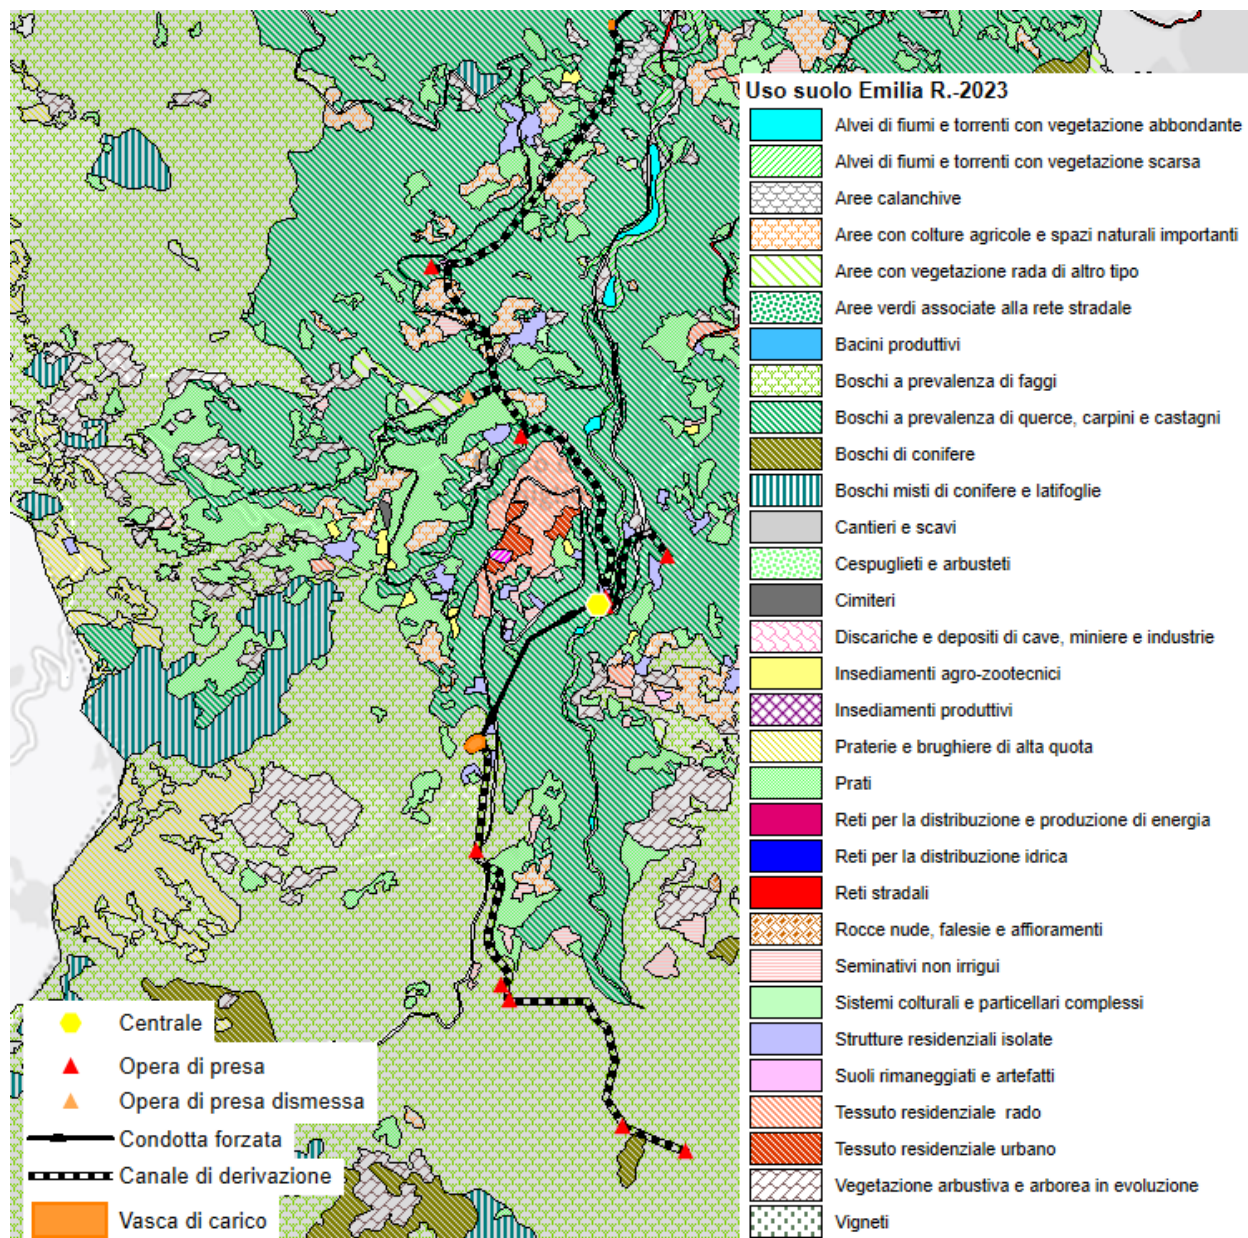 Uso suolo Emilia R.-2023
Alvei di fiumi e torrenti con vegetazione abbondante
Alvei di fiumi e torrenti con vegetazione scarsa
Aree calanchive
Aree con colture agricole e spazi naturali importanti
Aree con vegetazione rada di altro tipo
Aree verdi associate alla rete stradale
Bacini produttivi
Boschi a prevalenza di faggi
Boschi a prevalenza di querce, carpini e castagni
Boschi di conifere
Boschi misti di conifere e latifoglie
Cantieri e scavi
Cespuglieti e arbusteti
Cimiteri
Discariche e depositi di cave, miniere e industrie
Insediamenti agro-zootecnici
Insediamenti produttivi
Praterie e brughiere di alta quota
Prati
Reti per la distribuzione e produzione di energia
Reti per la distribuzione idrica
Reti stradali
Rocce nude, falesie e affioramenti
Seminativi non irrigui
Sistemi colturali e particellari complessi
Strutture residenziali isolate
Suoli rimaneggiati e artefatti
Tessuto residenziale  rado
Tessuto residenziale urbano
Vegetazione arbustiva e arborea in evoluzione
Vigneti
Centrale
Opera di presa
Opera di presa dismessa
Condotta forzata
Canale di derivazione
Vasca di carico